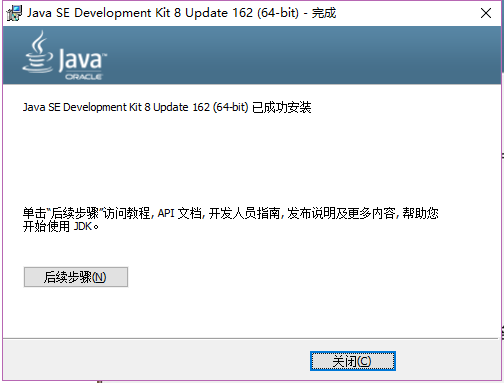 Java SE Development Kit 8 Update 162 (64-bit) - 完成
Java™
ORACLE
Java SE Development Kit 8 Update 162 (64-bit) 已成功安装
单击“后续步骤”访问教程, API 文档, 开发人员指南, 发布说明及更多内容, 帮助您
开始使用 JDK。
后续步骤(N)
关闭(C)